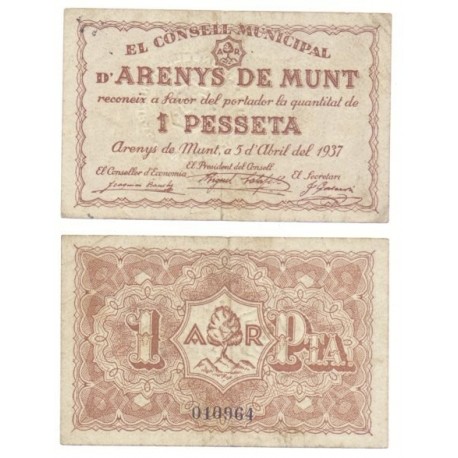 EL CONSELL MUNICIPAL
A R
D'ARENYS DE MUNT
reconeix a favor del portador la quantitat de
1 PESSETA
Arenys de Munt, a 5 d'Abril del 1937
El Conseller d'Economia El President del Consell El Secretari
1 A R PTA
010964